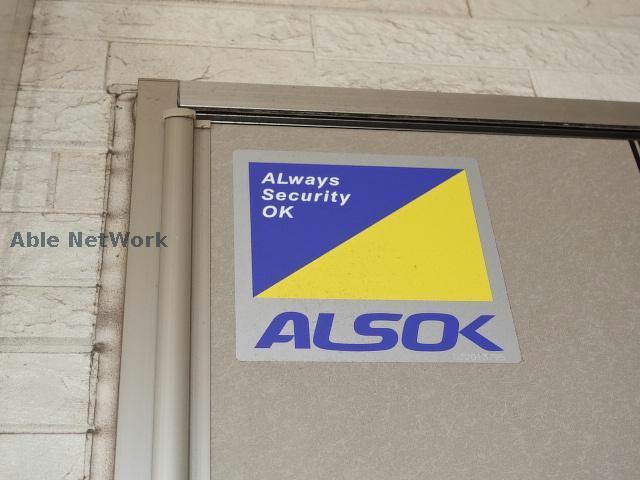 ALways
Security
OK
Able NetWork
ALSOK